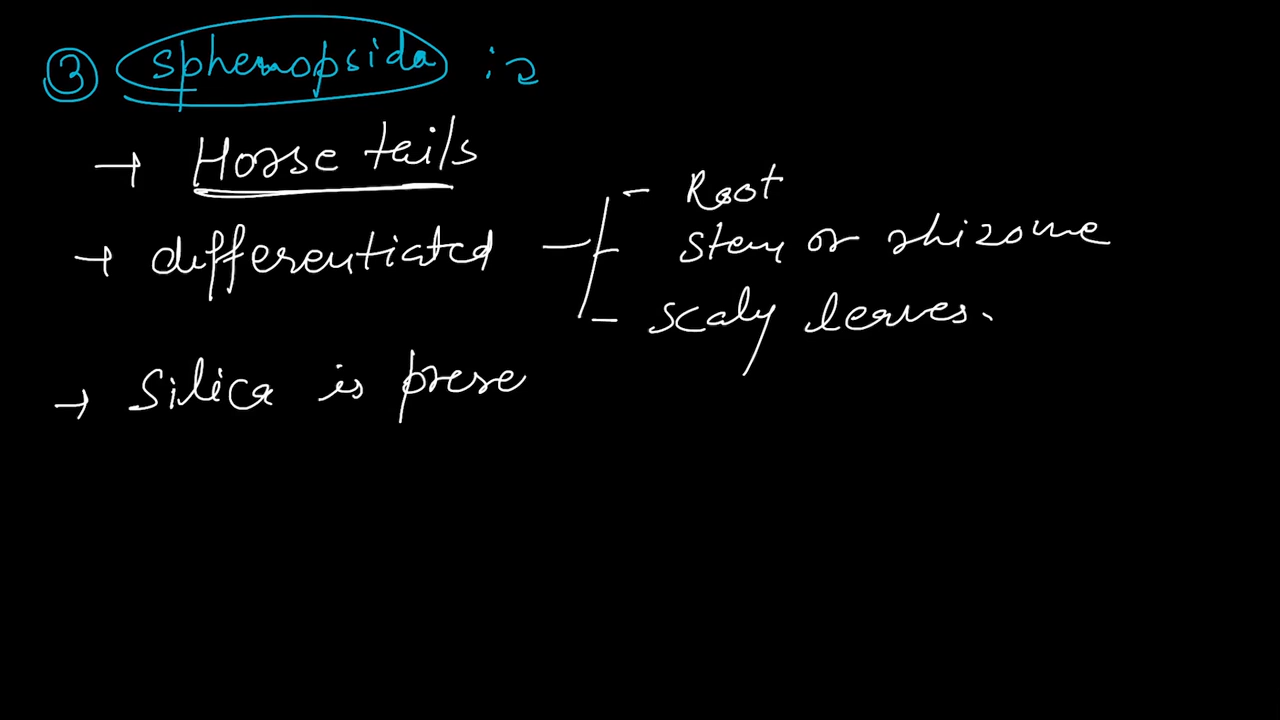 ③ Sphenopsida :-
→ Horse tails
→ differentiated
- Root
stem or rhizome
- scaly leaves.
→ Silica is prese